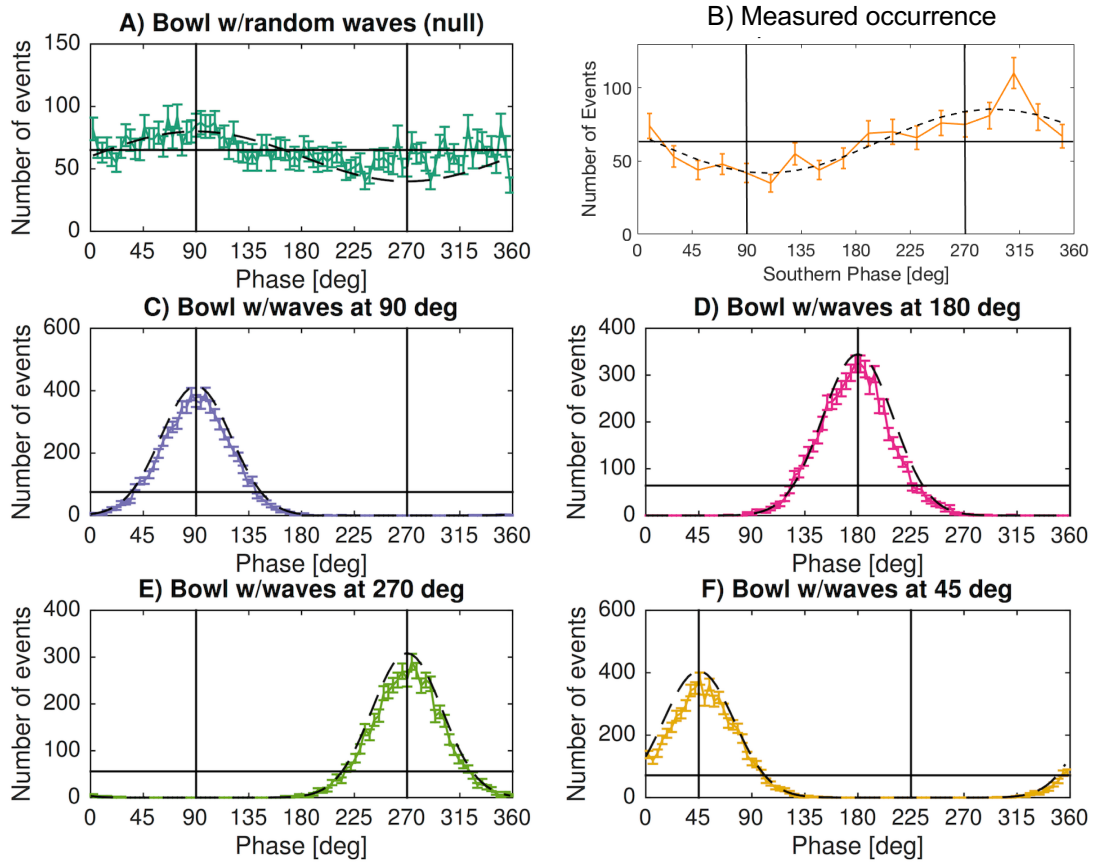 A) Bowl w/random waves (null)
Number of events
150
100
50
0
0 45 90 135 180 225 270 315 360
Phase [deg]
B) Measured occurrence
Number of Events
100
50
0
0 45 90 135 180 225 270 315 360
Southern Phase [deg]
C) Bowl w/waves at 90 deg
Number of events
600
400
200
0
0 45 90 135 180 225 270 315 360
Phase [deg]
D) Bowl w/waves at 180 deg
Number of events
400
300
200
100
0
0 45 90 135 180 225 270 315 360
Phase [deg]
E) Bowl w/waves at 270 deg
Number of events
400
300
200
100
0
0 45 90 135 180 225 270 315 360
Phase [deg]
F) Bowl w/waves at 45 deg
Number of events
600
400
200
0
0 45 90 135 180 225 270 315 360
Phase [deg]